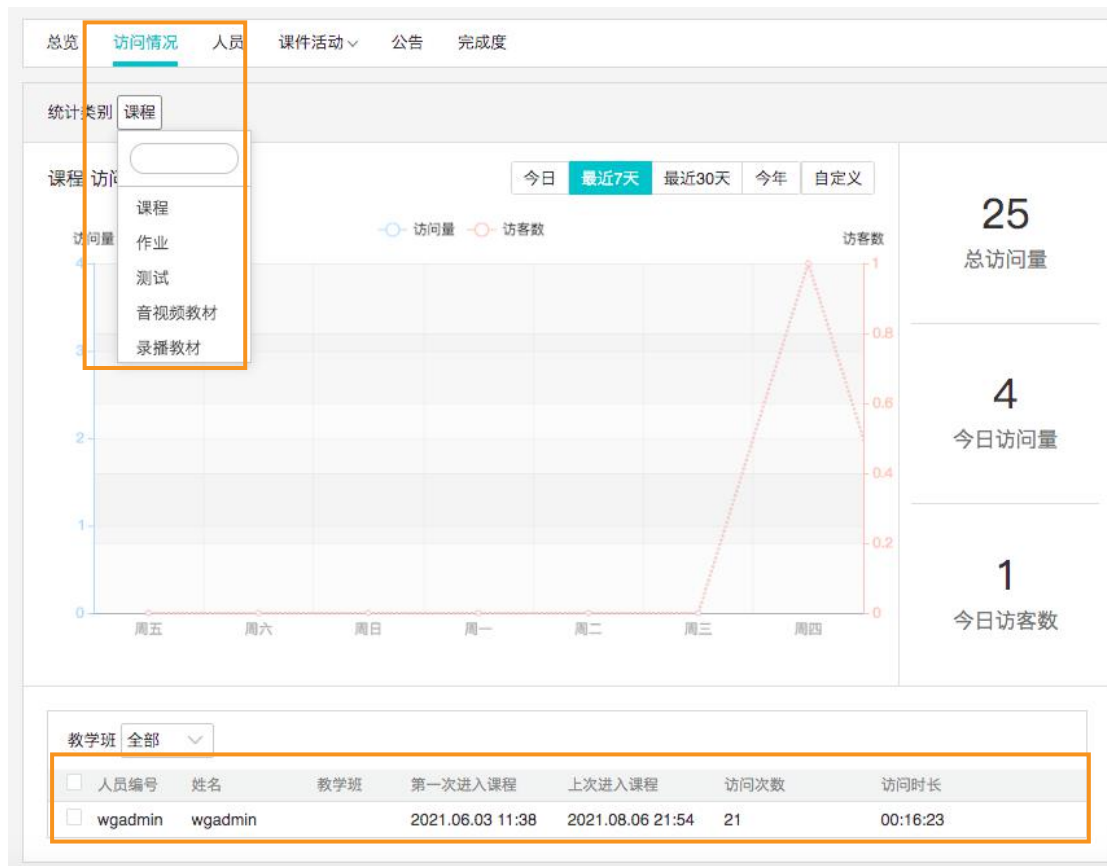 总览 访问情况 人员 课件活动 公告 完成度
统计类别 课程
课程 访问
今日 最近7天 最近30天 今年 自定义
课程
作业
测试
音视频教材
录播教材
访问量 访客数
访问量 访客数
4 1
0.8
3
0.6
2
0.4
1
0.2
0 0
周五 周六 周日 周一 周二 周三 周四
25
总访问量
4
今日访问量
1
今日访客数
教学班 全部
人员编号 姓名 教学班 第一次进入课程 上次进入课程 访问次数 访问时长
wgadmin wgadmin 2021.06.03 11:38 2021.08.06 21:54 21 00:16:23